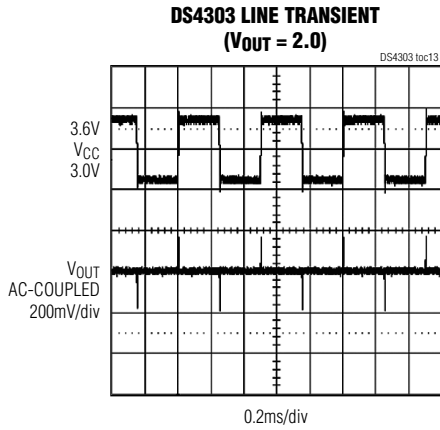 DS4303 LINE TRANSIENT
(VOUT = 2.0)
DS4303 toc13
3.6V
VCC
3.0V
VOUT
AC-COUPLED
200mV/div
0.2ms/div